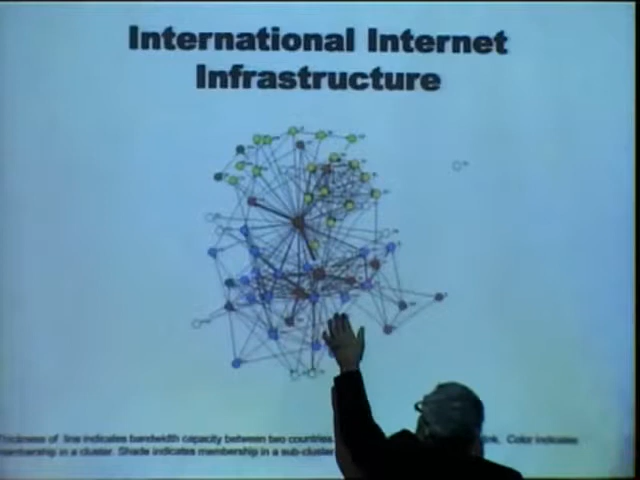 International Internet
Infrastructure
Thickness of line indicates bandwidth capacity between two countries. ink. Color indicates
membership in a cluster. Shade indicates membership in a sub-cluster